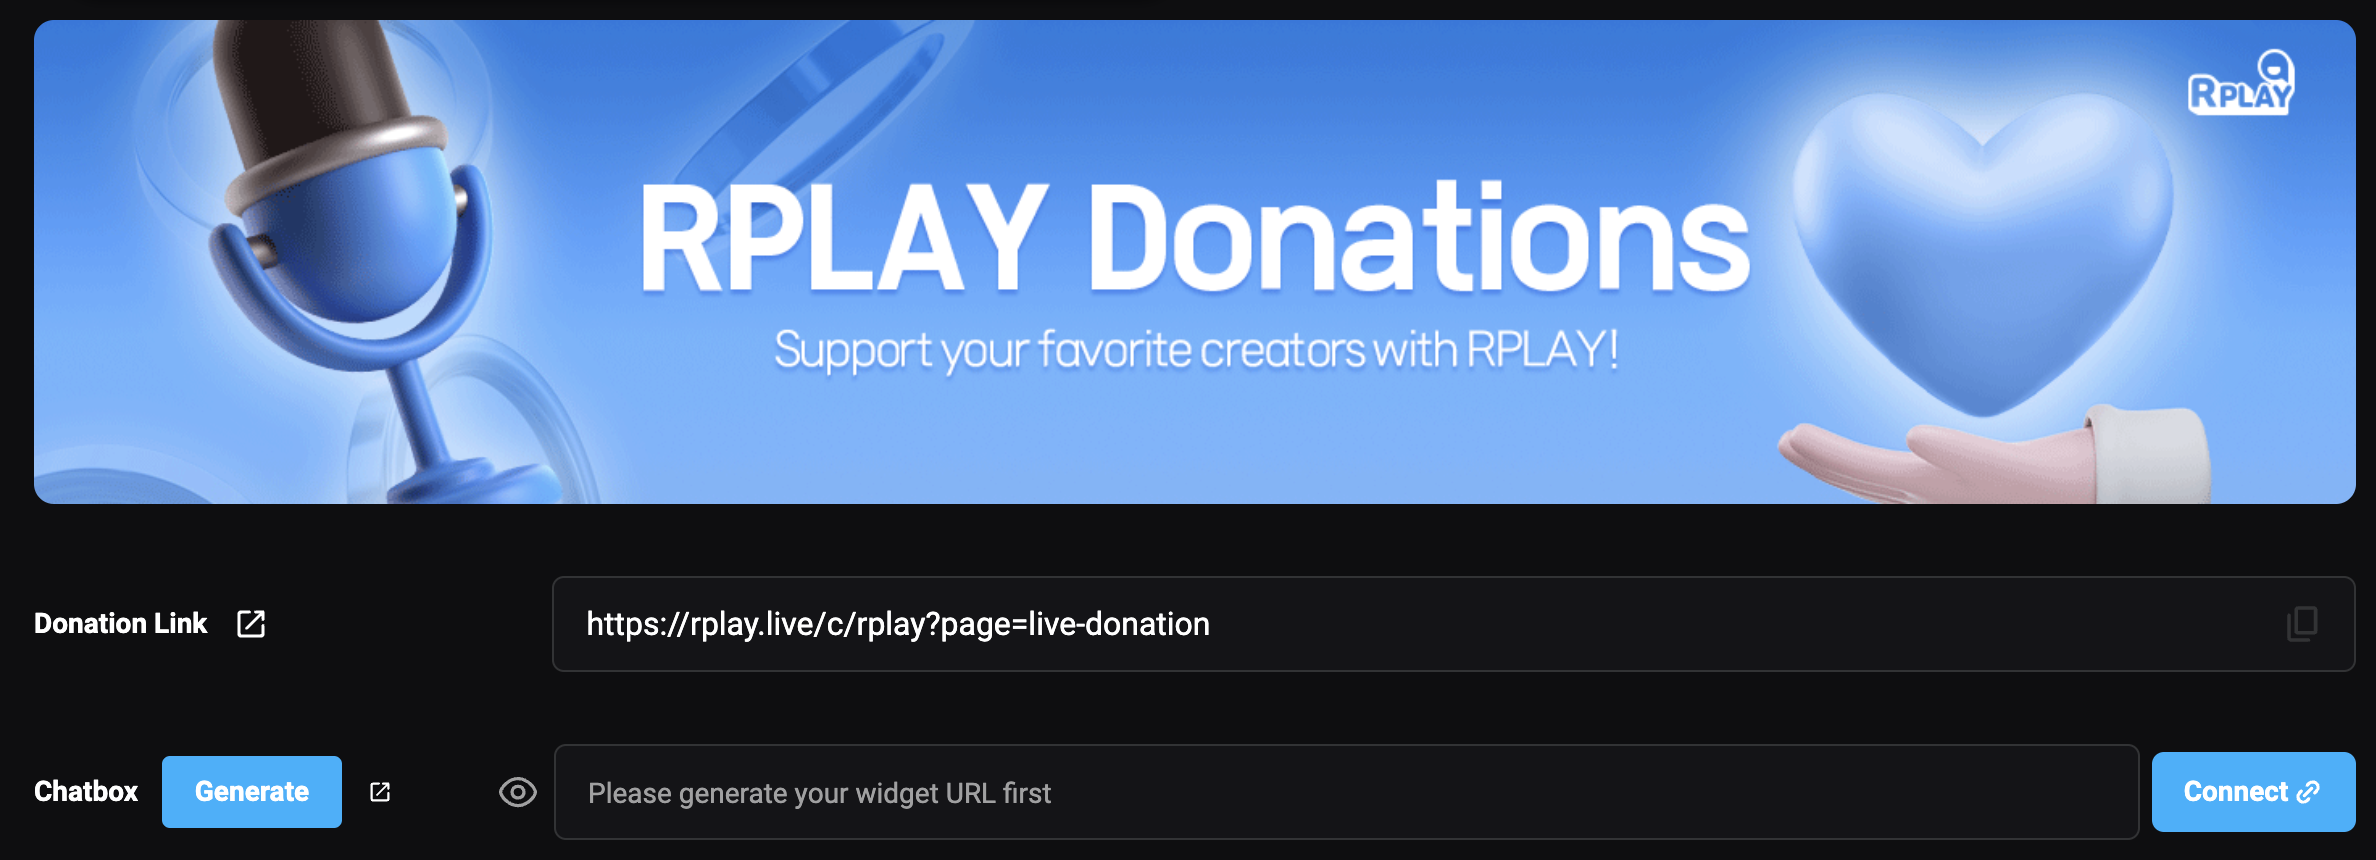 RPLAY
RPLAY Donations
Support your favorite creators with RPLAY!
Donation Link
https://rplay.live/c/rplay?page=live-donation
Chatbox
Generate
Please generate your widget URL first
Connect